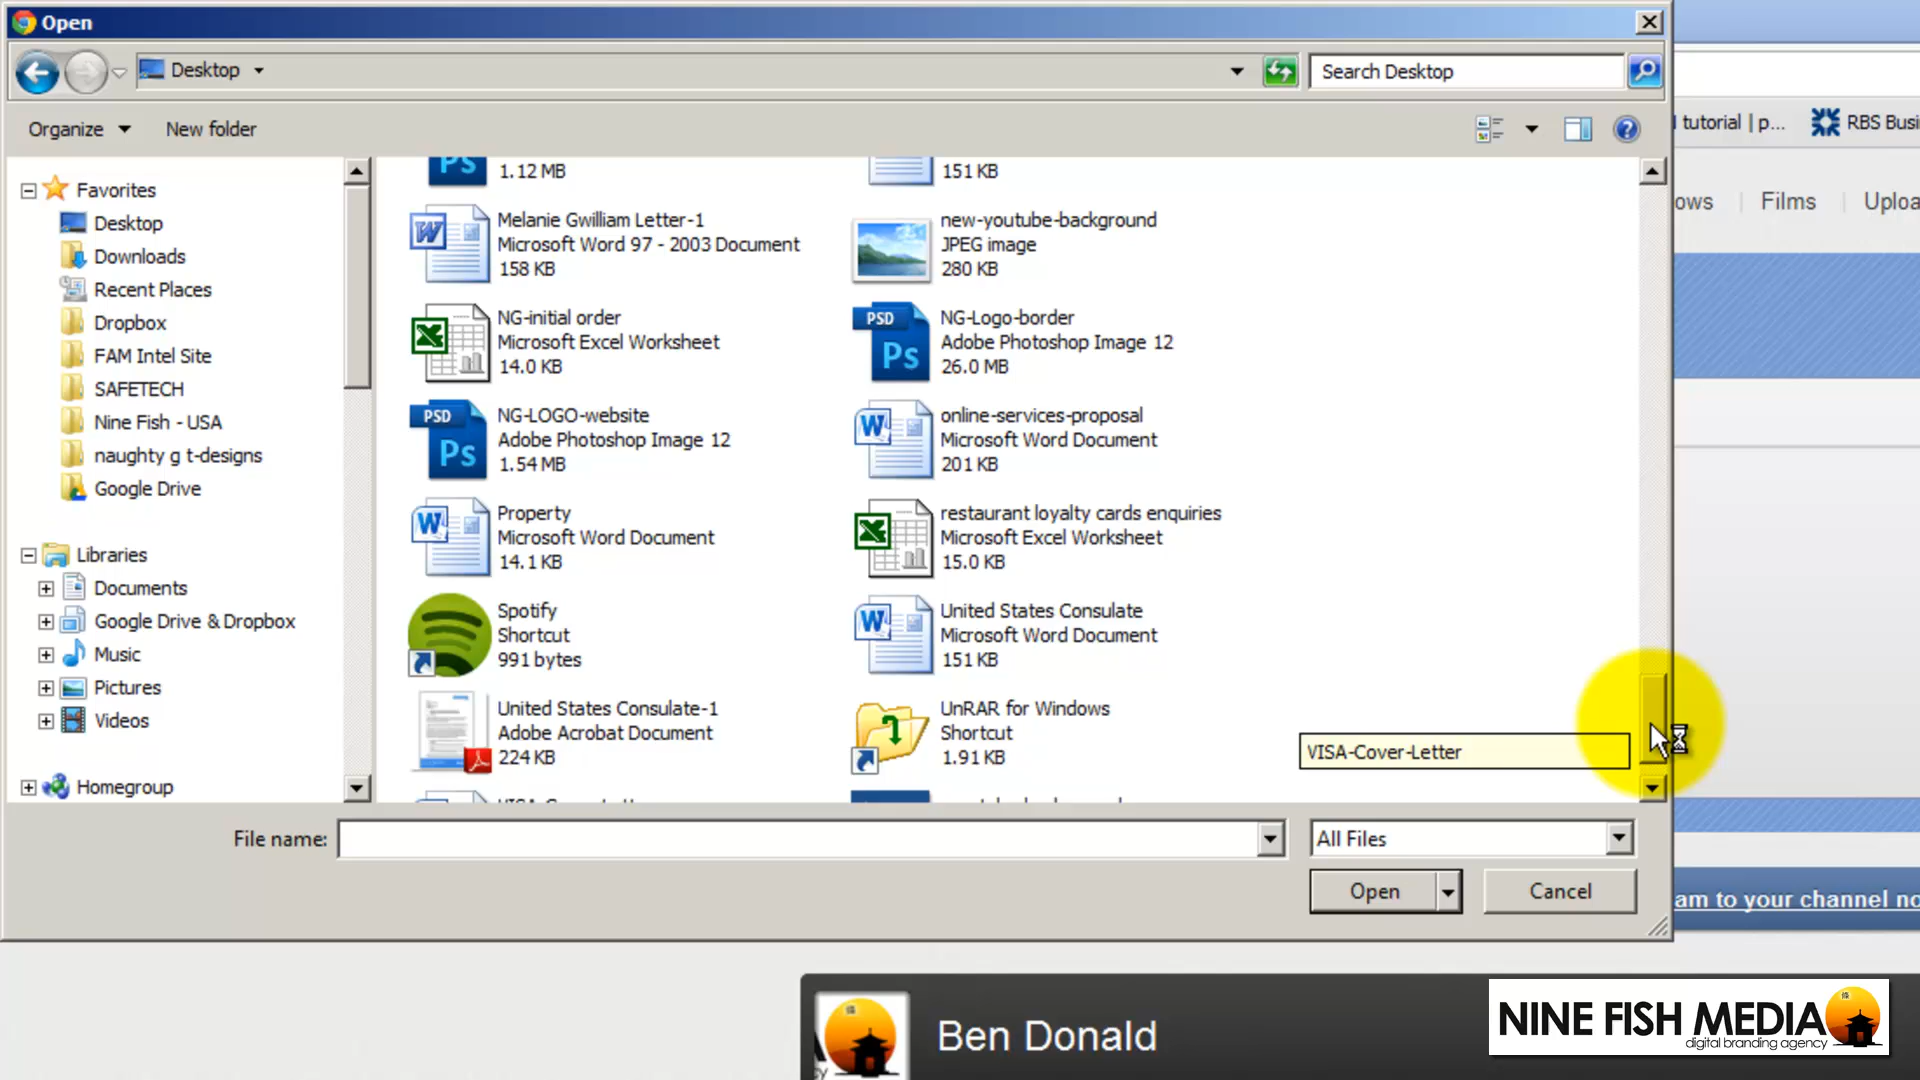 Open
Desktop
Search Desktop
Organize
New folder
tutorial | p...
RBS Busi
Favorites
Desktop
Downloads
Recent Places
Dropbox
FAM Intel Site
SAFETECH
Nine Fish - USA
naughty g t-designs
Google Drive
Libraries
Documents
Google Drive & Dropbox
Music
Pictures
Videos
Homegroup
Ps
1.12 MB
151 KB
Melanie Gwilliam Letter-1
Microsoft Word 97 - 2003 Document
158 KB
new-youtube-background
JPEG image
280 KB
NG-initial order
Microsoft Excel Worksheet
14.0 KB
PSD
Ps
NG-Logo-border
Adobe Photoshop Image 12
26.0 MB
PSD
Ps
NG-LOGO-website
Adobe Photoshop Image 12
1.54 MB
online-services-proposal
Microsoft Word Document
201 KB
Property
Microsoft Word Document
14.1 KB
restaurant loyalty cards enquiries
Microsoft Excel Worksheet
15.0 KB
Spotify
Shortcut
991 bytes
United States Consulate
Microsoft Word Document
151 KB
United States Consulate-1
Adobe Acrobat Document
224 KB
UnRAR for Windows
Shortcut
1.91 KB
VISA-Cover-Letter
ows
Films
Uploa
File name:
All Files
Open
Cancel
am to your channel no
Ben Donald
NINE FISH MEDIA
digital branding agency